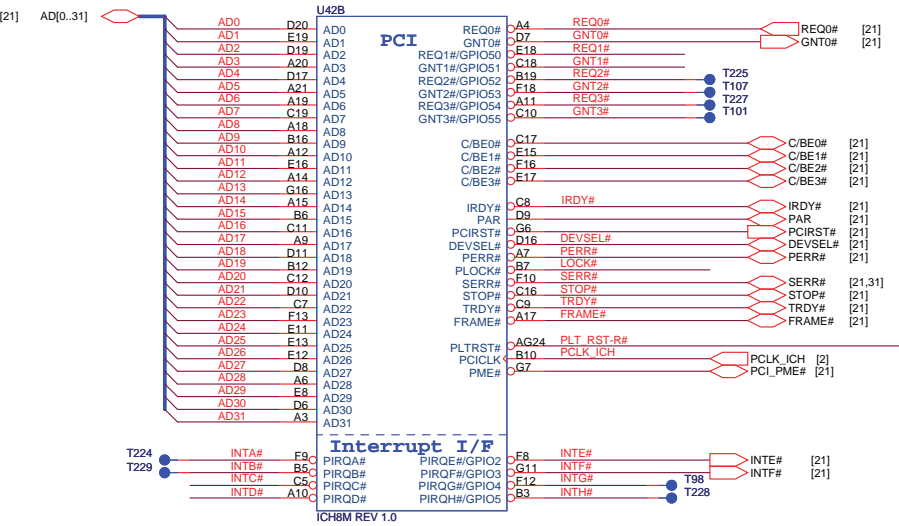 [21] AD[0..31]
U42B
PCI
AD0 D20 AD0 REQ0# A4 REQ0# REQ0# [21]
AD1 E19 AD1 GNT0# D7 GNT0# GNT0# [21]
AD2 D19 AD2 REQ1#/GPIO50 E18 REQ1#
AD3 A20 AD3 GNT1#/GPIO51 C18 GNT1#
AD4 D17 AD4 REQ2#/GPIO52 B19 REQ2# T225
AD5 A21 AD5 GNT2#/GPIO53 F18 GNT2# T107
AD6 A19 AD6 REQ3#/GPIO54 A11 REQ3# T227
AD7 C19 AD7 GNT3#/GPIO55 C10 GNT3# T101
AD8 A18 AD8
AD9 B16 AD9 C/BE0# C17 C/BE0# [21]
AD10 A12 AD10 C/BE1# E15 C/BE1# [21]
AD11 E16 AD11 C/BE2# F16 C/BE2# [21]
AD12 A14 AD12 C/BE3# E17 C/BE3# [21]
AD13 G16 AD13
AD14 A15 AD14 IRDY# C8 IRDY# IRDY# [21]
AD15 B6 AD15 PAR D9 PAR [21]
AD16 C11 AD16 PCIRST# G6 PCIRST# [21]
AD17 A9 AD17 DEVSEL# D16 DEVSEL# DEVSEL# [21]
AD18 D11 AD18 PERR# A7 PERR# PERR# [21]
AD19 B12 AD19 PLOCK# B7 LOCK#
AD20 C12 AD20 SERR# F10 SERR# SERR# [21,31]
AD21 D10 AD21 STOP# C16 STOP# STOP# [21]
AD22 C7 AD22 TRDY# C9 TRDY# TRDY# [21]
AD23 F13 AD23 FRAME# A17 FRAME# FRAME# [21]
AD24 E11 AD24
AD25 E13 AD25 PLTRST# AG24 PLT_RST-R#
AD26 E12 AD26 PCICLK B10 PCLK_ICH PCLK_ICH [2]
AD27 D8 AD27 PME# G7 PCI_PME# [21]
AD28 A6 AD28
AD29 E8 AD29
AD30 D6 AD30
AD31 A3 AD31
Interrupt I/F
T224 INTA# F9 PIRQA# PIRQE#/GPIO2 F8 INTE# INTE# [21]
T229 INTB# B5 PIRQB# PIRQF#/GPIO3 G11 INTF# INTF# [21]
INTC# C5 PIRQC# PIRQG#/GPIO4 F12 INTG# T98
INTD# A10 PIRQD# PIRQH#/GPIO5 B3 INTH# T228
ICH8M REV 1.0